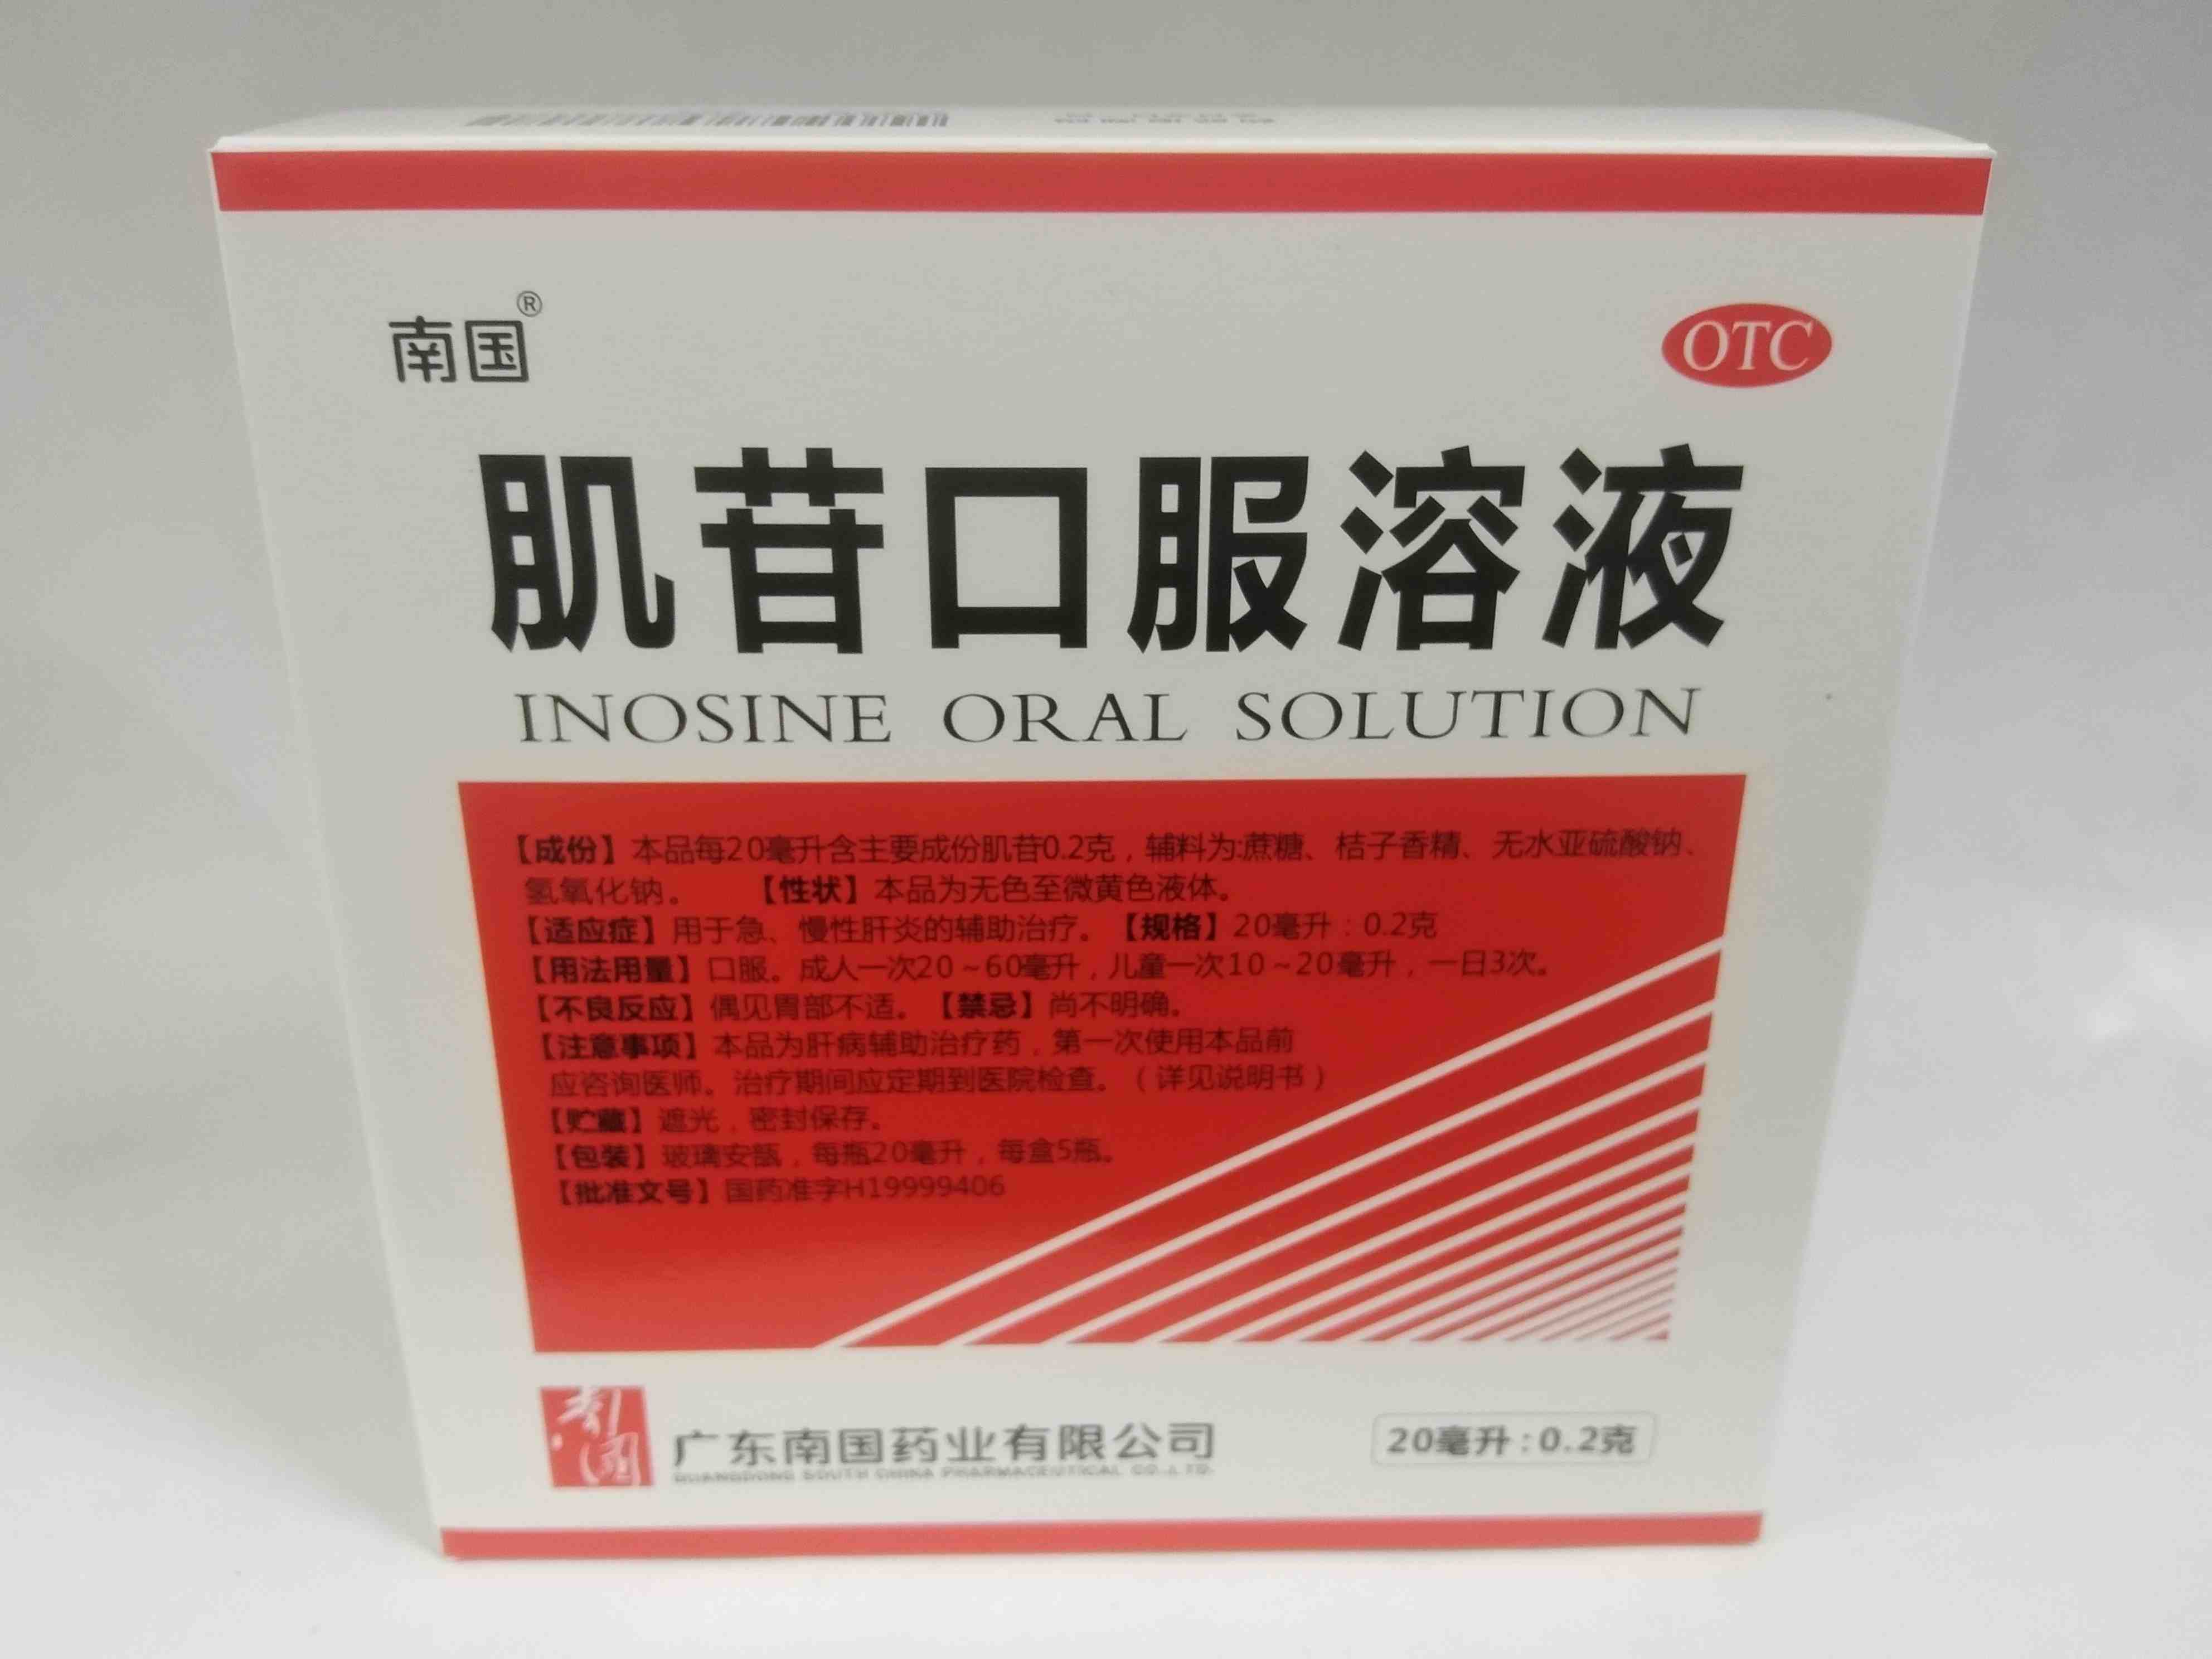 南国®
OTC
肌苷口服溶液
INOSINE ORAL SOLUTION
【成份】本品每20毫升含主要成份肌苷0.2克，辅料为:蔗糖、桔子香精、无水亚硫酸钠、
氢氧化钠。 【性状】本品为无色至微黄色液体。
【适应症】用于急、慢性肝炎的辅助治疗。【规格】20毫升：0.2克
【用法用量】口服。成人一次20～60毫升，儿童一次10～20毫升，一日3次。
【不良反应】偶见胃部不适。【禁忌】尚不明确。
【注意事项】本品为肝病辅助治疗药，第一次使用本品前
应咨询医师。治疗期间应定期到医院检查。（详见说明书）
【贮藏】遮光，密封保存。
【包装】玻璃安瓿，每瓶20毫升，每盒5瓶。
【批准文号】国药准字H19999406
南國
广东南国药业有限公司
GUANGDONG SOUTH CHINA PHARMACEUTICAL CO.,LTD.
20毫升：0.2克